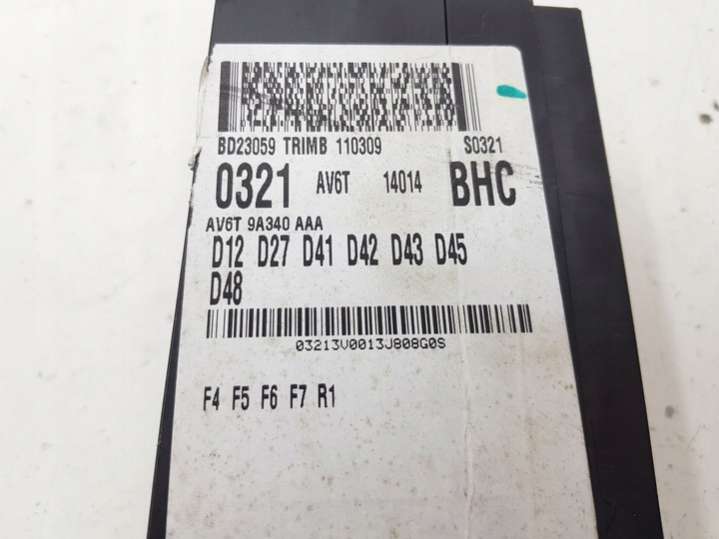 BD23059 TRIMB 110309 S0321
0321 AV6T 14014 BHC
AV6T 9A340 AAA
D12 D27 D41 D42 D43 D45
D48
03213V0013J808G0S
F4 F5 F6 F7 R1